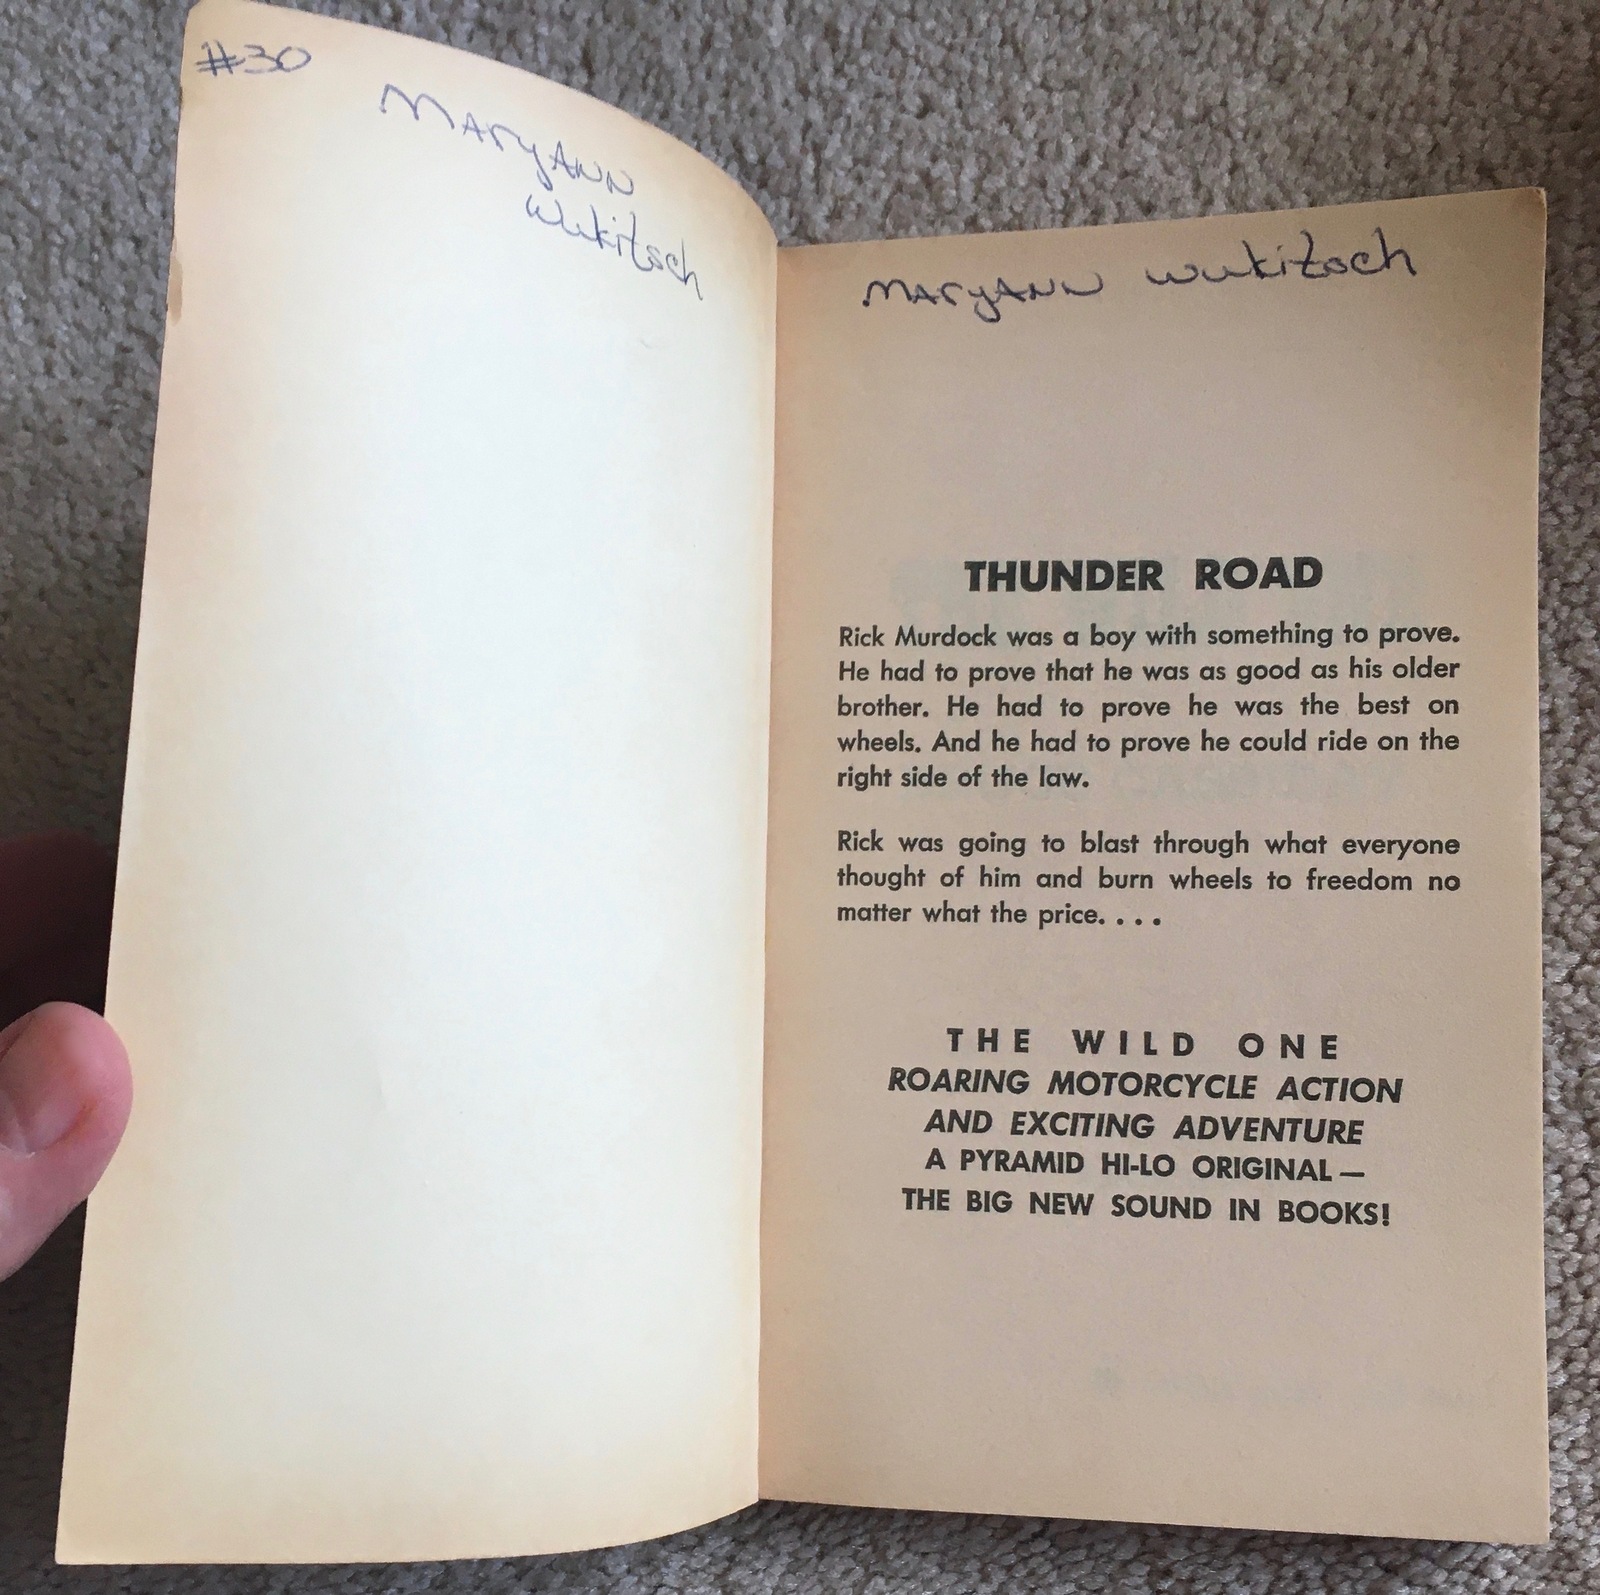 #30
MaryAnn
Wukitsch
MaryAnn Wukitsch
THUNDER ROAD
Rick Murdock was a boy with something to prove.
He had to prove that he was as good as his older
brother. He had to prove he was the best on
wheels. And he had to prove he could ride on the
right side of the law.
Rick was going to blast through what everyone
thought of him and burn wheels to freedom no
matter what the price. . . .
THE WILD ONE
ROARING MOTORCYCLE ACTION
AND EXCITING ADVENTURE
A PYRAMID HI-LO ORIGINAL—
THE BIG NEW SOUND IN BOOKS!